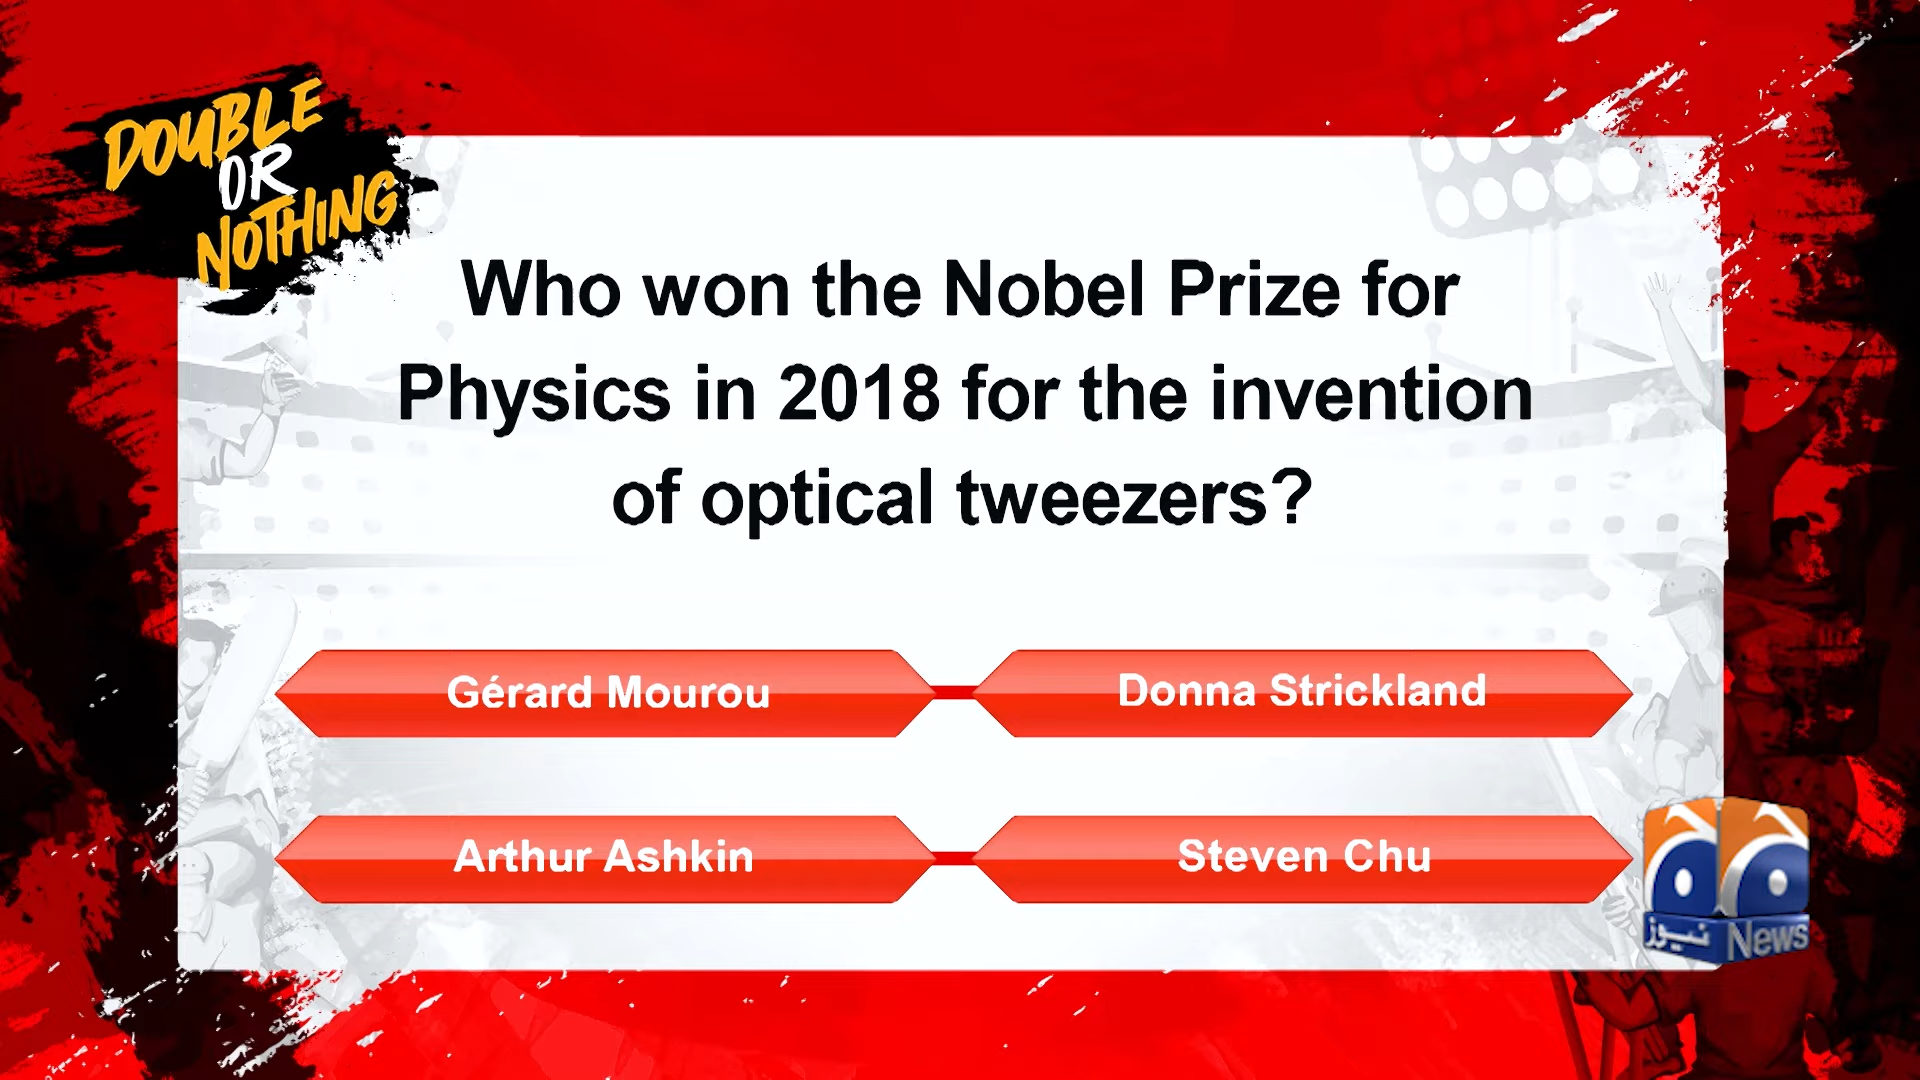 DOUBLE
OR
NOTHING
Who won the Nobel Prize for
Physics in 2018 for the invention
of optical tweezers?
Gérard Mourou
Donna Strickland
Arthur Ashkin
Steven Chu
جیو
نیوز News